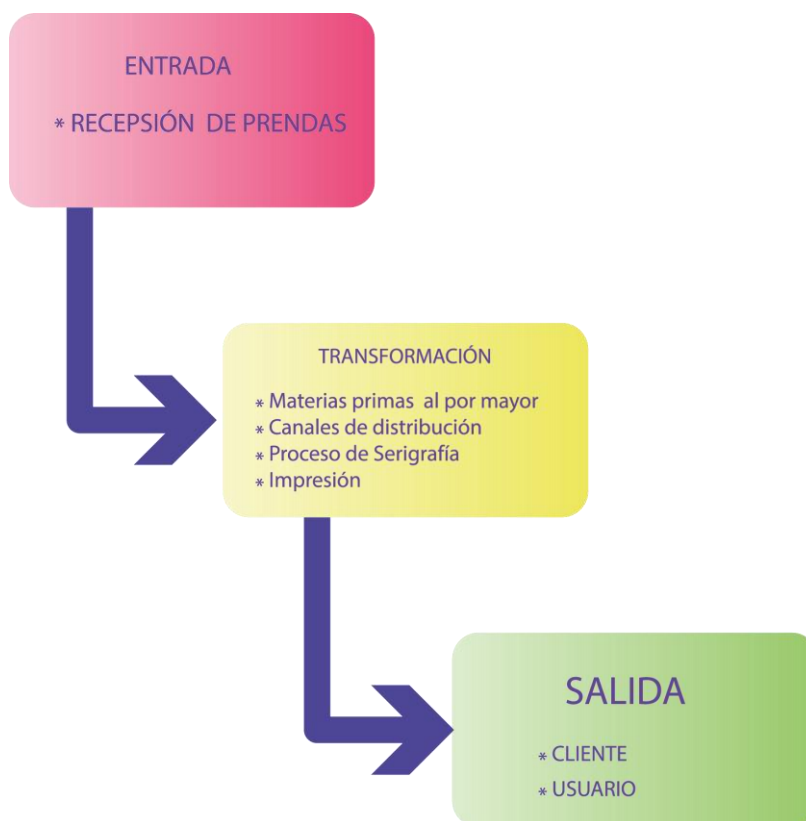 ENTRADA
* RECEPSIÓN DE PRENDAS
TRANSFORMACIÓN
* Materias primas al por mayor
* Canales de distribución
* Proceso de Serigrafía
* Impresión
SALIDA
* CLIENTE
* USUARIO